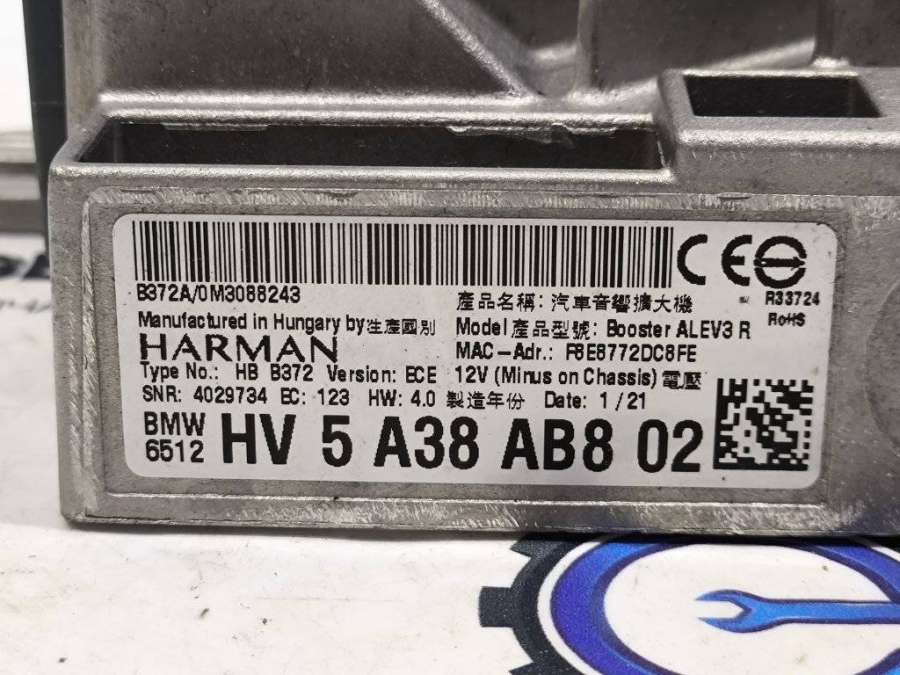 CE
B372A/0M3088243
R33724
RoHS
產品名稱: 汽車音響擴大機
Manufactured in Hungary by 生產國別
Model 產品型號: Booster ALEV3 R
HARMAN
MAC-Adr.: F8E8772DC8FE
Type No.: HB B372 Version: ECE 12V (Minus on Chassis) 電壓
SNR: 4029734 EC: 123 HW: 4.0 製造年份 Date: 1/21
BMW
6512 HV 5 A38 AB8 02